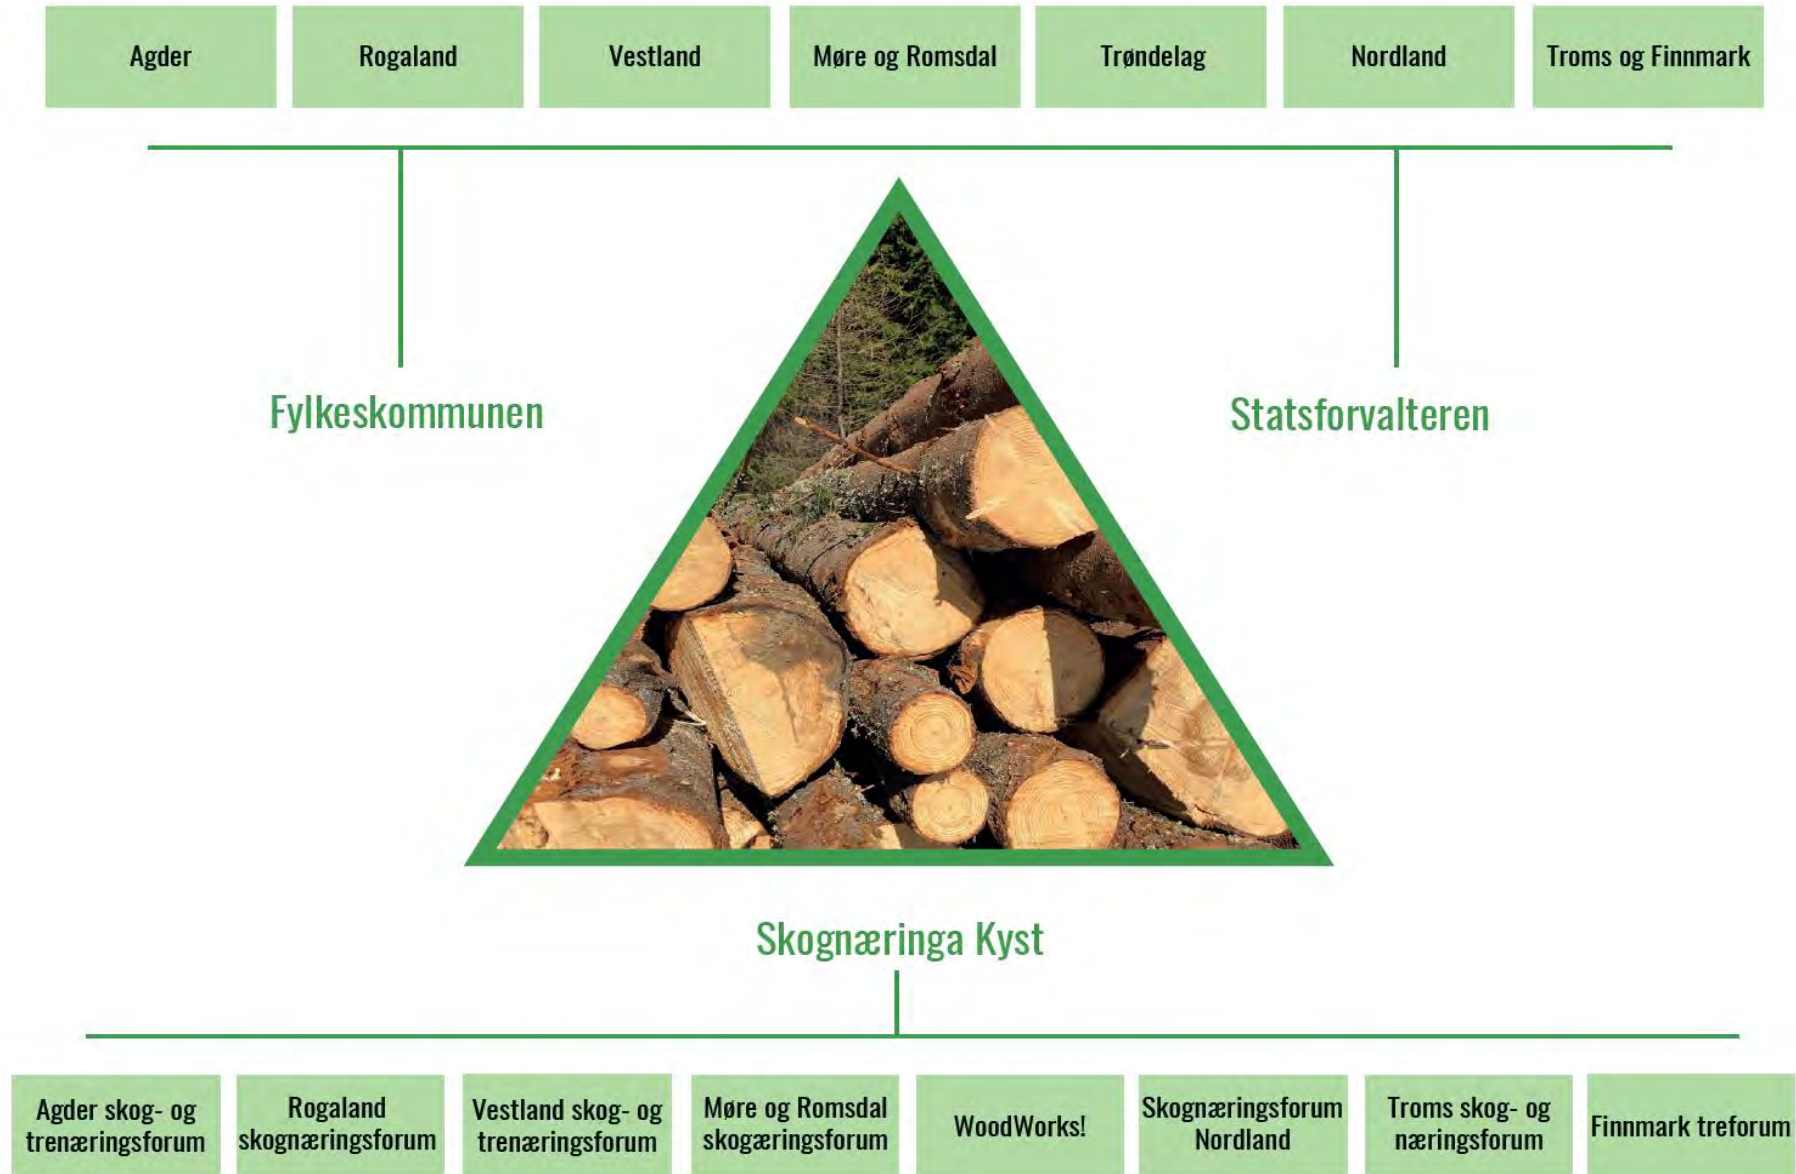 Agder
Rogaland
Vestland
Møre og Romsdal
Trøndelag
Nordland
Troms og Finnmark
Fylkeskommunen
Statsforvalteren
Skognæringa Kyst
Agder skog- og
trenæringsforum
Rogaland
skognæringsforum
Vestland skog- og
trenæringsforum
Møre og Romsdal
skogæringsforum
WoodWorks!
Skognæringsforum
Nordland
Troms skog- og
næringsforum
Finnmark treforum